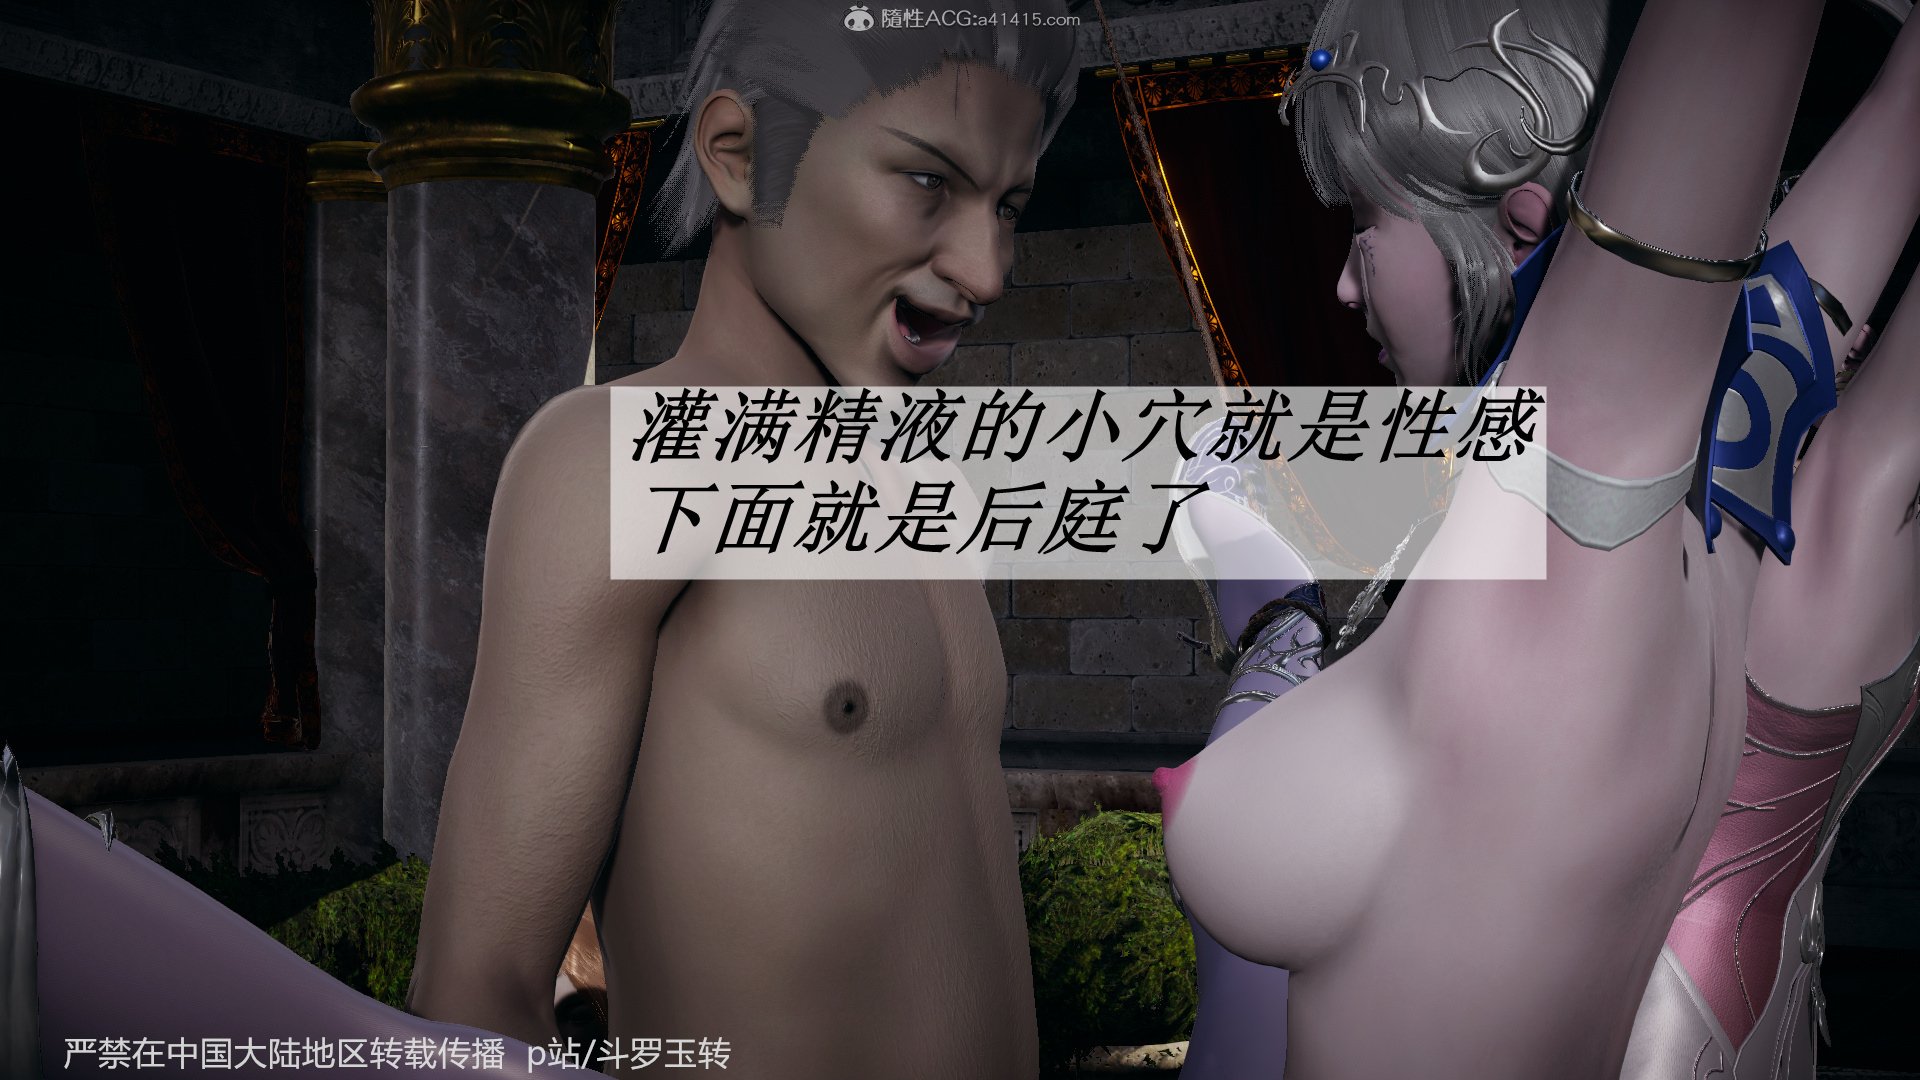 隨性ACG:a41415.com
灌满精液的小穴就是性感
下面就是后庭了
严禁在中国大陆地区转载传播 p站/斗罗玉转